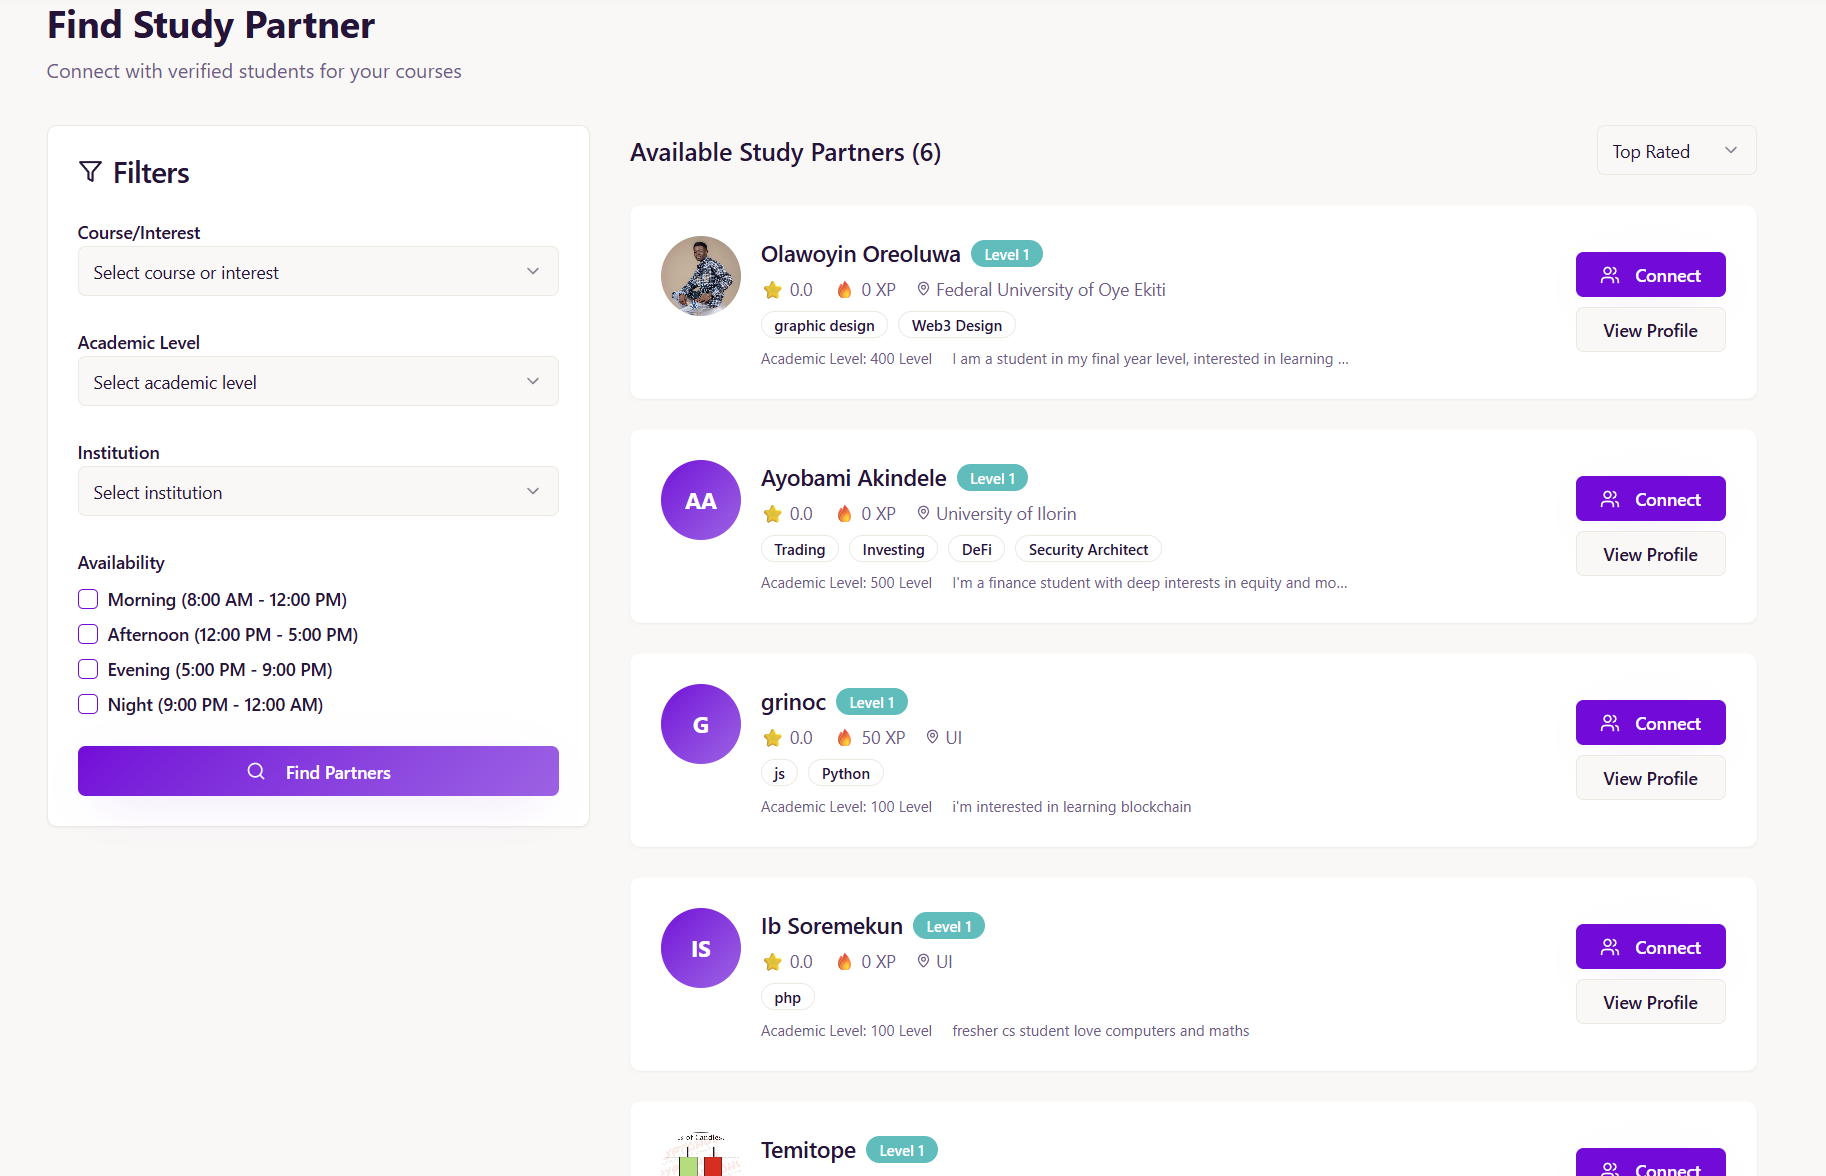 Find Study Partner
Connect with verified students for your courses
Filters
Course/Interest
Select course or interest
Academic Level
Select academic level
Institution
Select institution
Availability
Morning (8:00 AM - 12:00 PM)
Afternoon (12:00 PM - 5:00 PM)
Evening (5:00 PM - 9:00 PM)
Night (9:00 PM - 12:00 AM)
Find Partners
Available Study Partners (6)
Top Rated
Olawoyin Oreoluwa Level 1
0.0 0 XP Federal University of Oye Ekiti
graphic design Web3 Design
Academic Level: 400 Level I am a student in my final year level, interested in learning ...
Connect
View Profile
AA
Ayobami Akindele Level 1
0.0 0 XP University of Ilorin
Trading Investing DeFi Security Architect
Academic Level: 500 Level I'm a finance student with deep interests in equity and mo...
Connect
View Profile
G
grinoc Level 1
0.0 50 XP UI
js Python
Academic Level: 100 Level i'm interested in learning blockchain
Connect
View Profile
IS
Ib Soremekun Level 1
0.0 0 XP UI
php
Academic Level: 100 Level fresher cs student love computers and maths
Connect
View Profile
of Candles.
Temitope Level 1
Connect